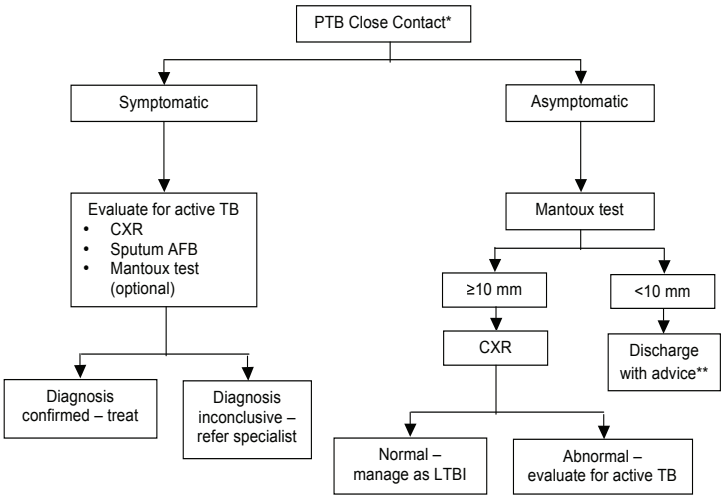 PTB Close Contact*
Symptomatic
Asymptomatic
Evaluate for active TB
• CXR
• Sputum AFB
• Mantoux test
(optional)
Mantoux test
≥10 mm
<10 mm
CXR
Discharge
with advice**
Diagnosis
confirmed – treat
Diagnosis
inconclusive –
refer specialist
Normal –
manage as LTBI
Abnormal –
evaluate for active TB